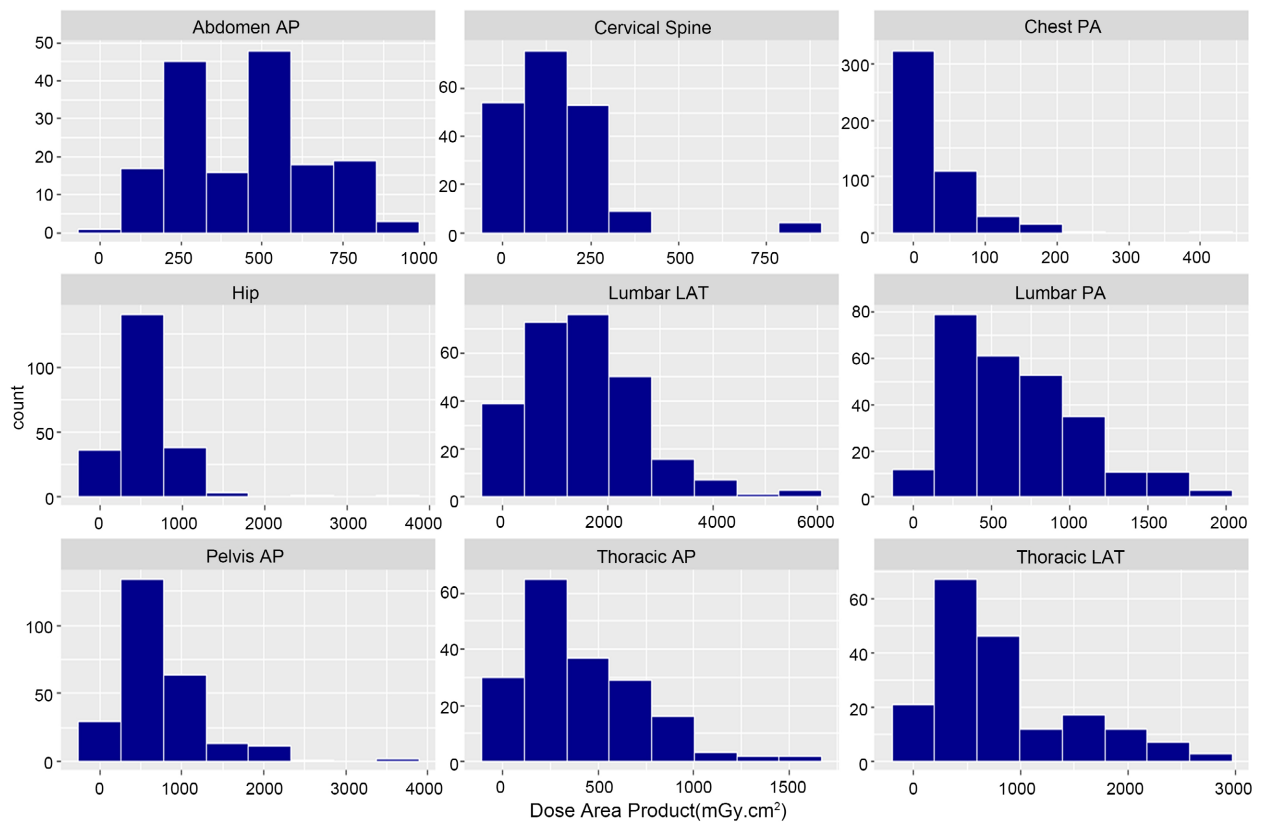 Abdomen AP
Cervical Spine
Chest PA
50
40
30
20
10
0
60
40
20
0
300
200
100
0
0 250 500 750 1000
0 250 500 750
0 100 200 300 400
Hip
Lumbar LAT
Lumbar PA
count
100
50
0
60
40
20
0
80
60
40
20
0
0 1000 2000 3000 4000
0 2000 4000 6000
0 500 1000 1500 2000
Pelvis AP
Thoracic AP
Thoracic LAT
100
50
0
60
40
20
0
60
40
20
0
0 1000 2000 3000 4000
0 500 1000 1500
0 1000 2000 3000
Dose Area Product(mGy.cm²)